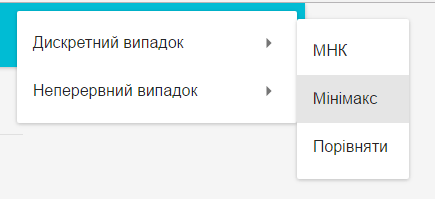 Дискретний випадок
Неперервний випадок
МНК
Мінімакс
Порівняти